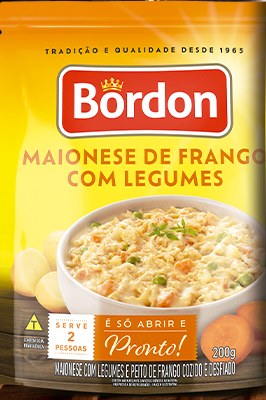 TRADIÇÃO E QUALIDADE DESDE 1965
Bordon
MAIONESE DE FRANGO
COM LEGUMES
T
SERVE
2
PESSOAS
É SÓ ABRIR E
Pronto!
200g
MAIONESE COM LEGUMES E PEITO DE FRANGO COZIDO E DESFIADO